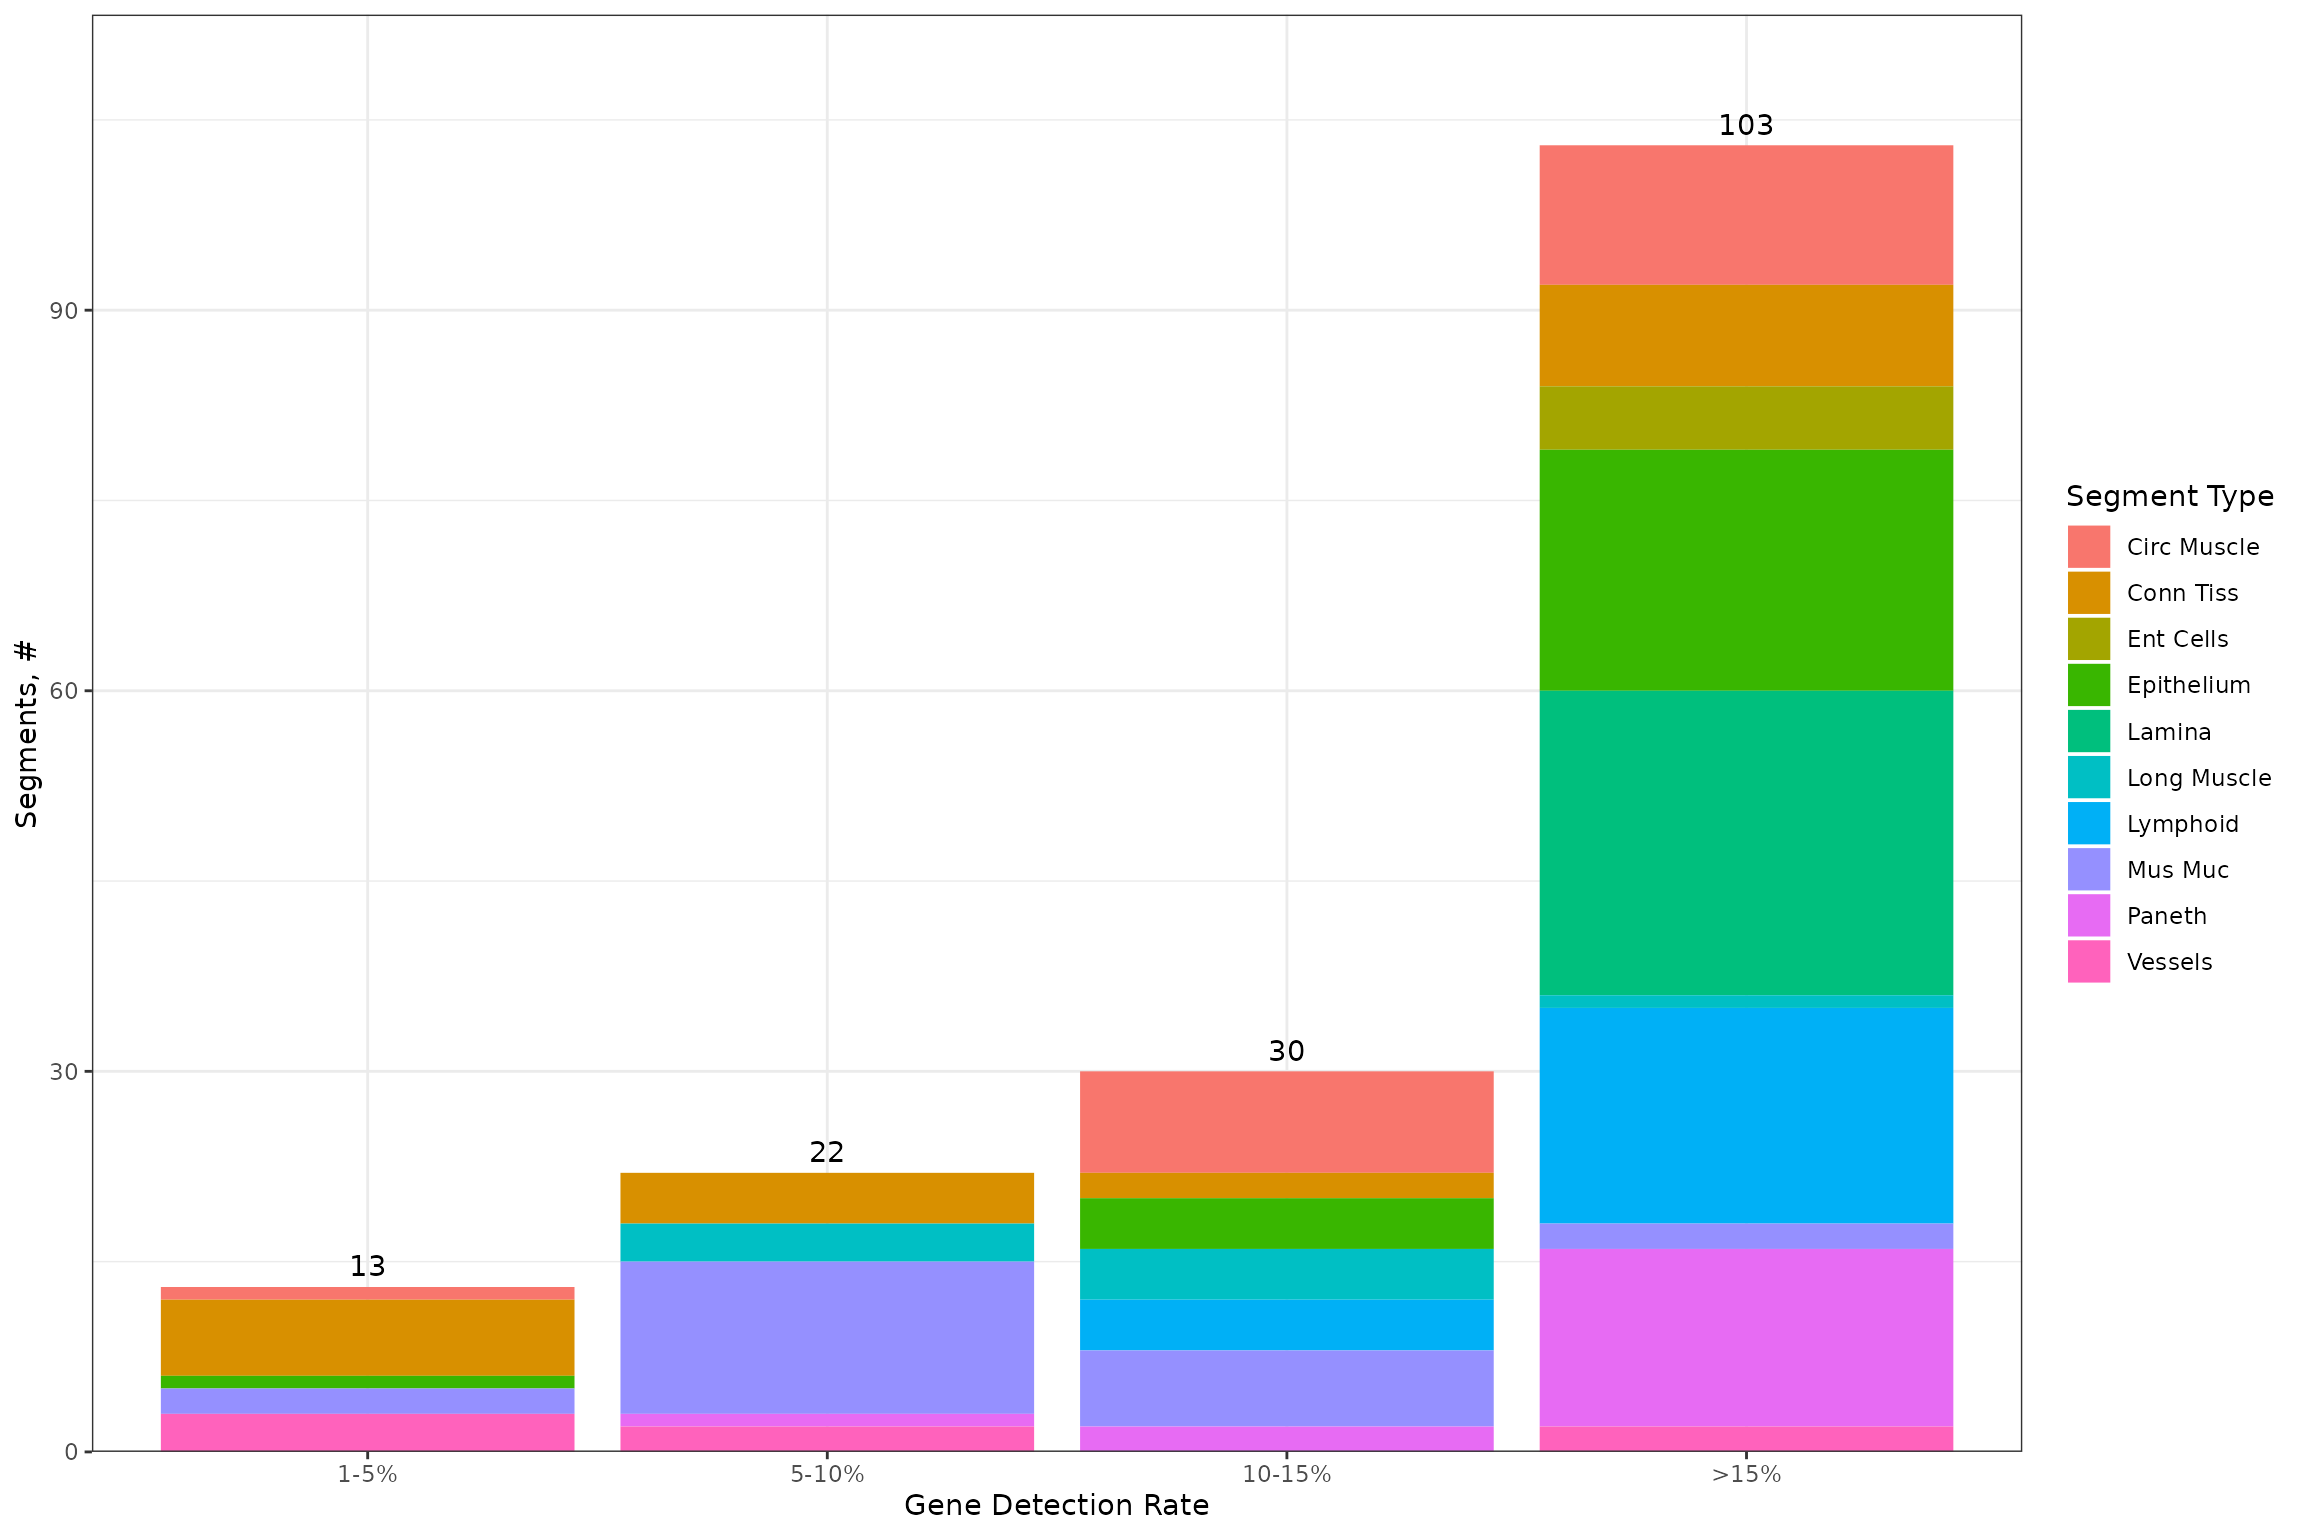 103
90
60
30
0
30
22
13
1-5%
5-10%
10-15%
>15%
Gene Detection Rate
Segments, #
Segment Type
Circ Muscle
Conn Tiss
Ent Cells
Epithelium
Lamina
Long Muscle
Lymphoid
Mus Muc
Paneth
Vessels